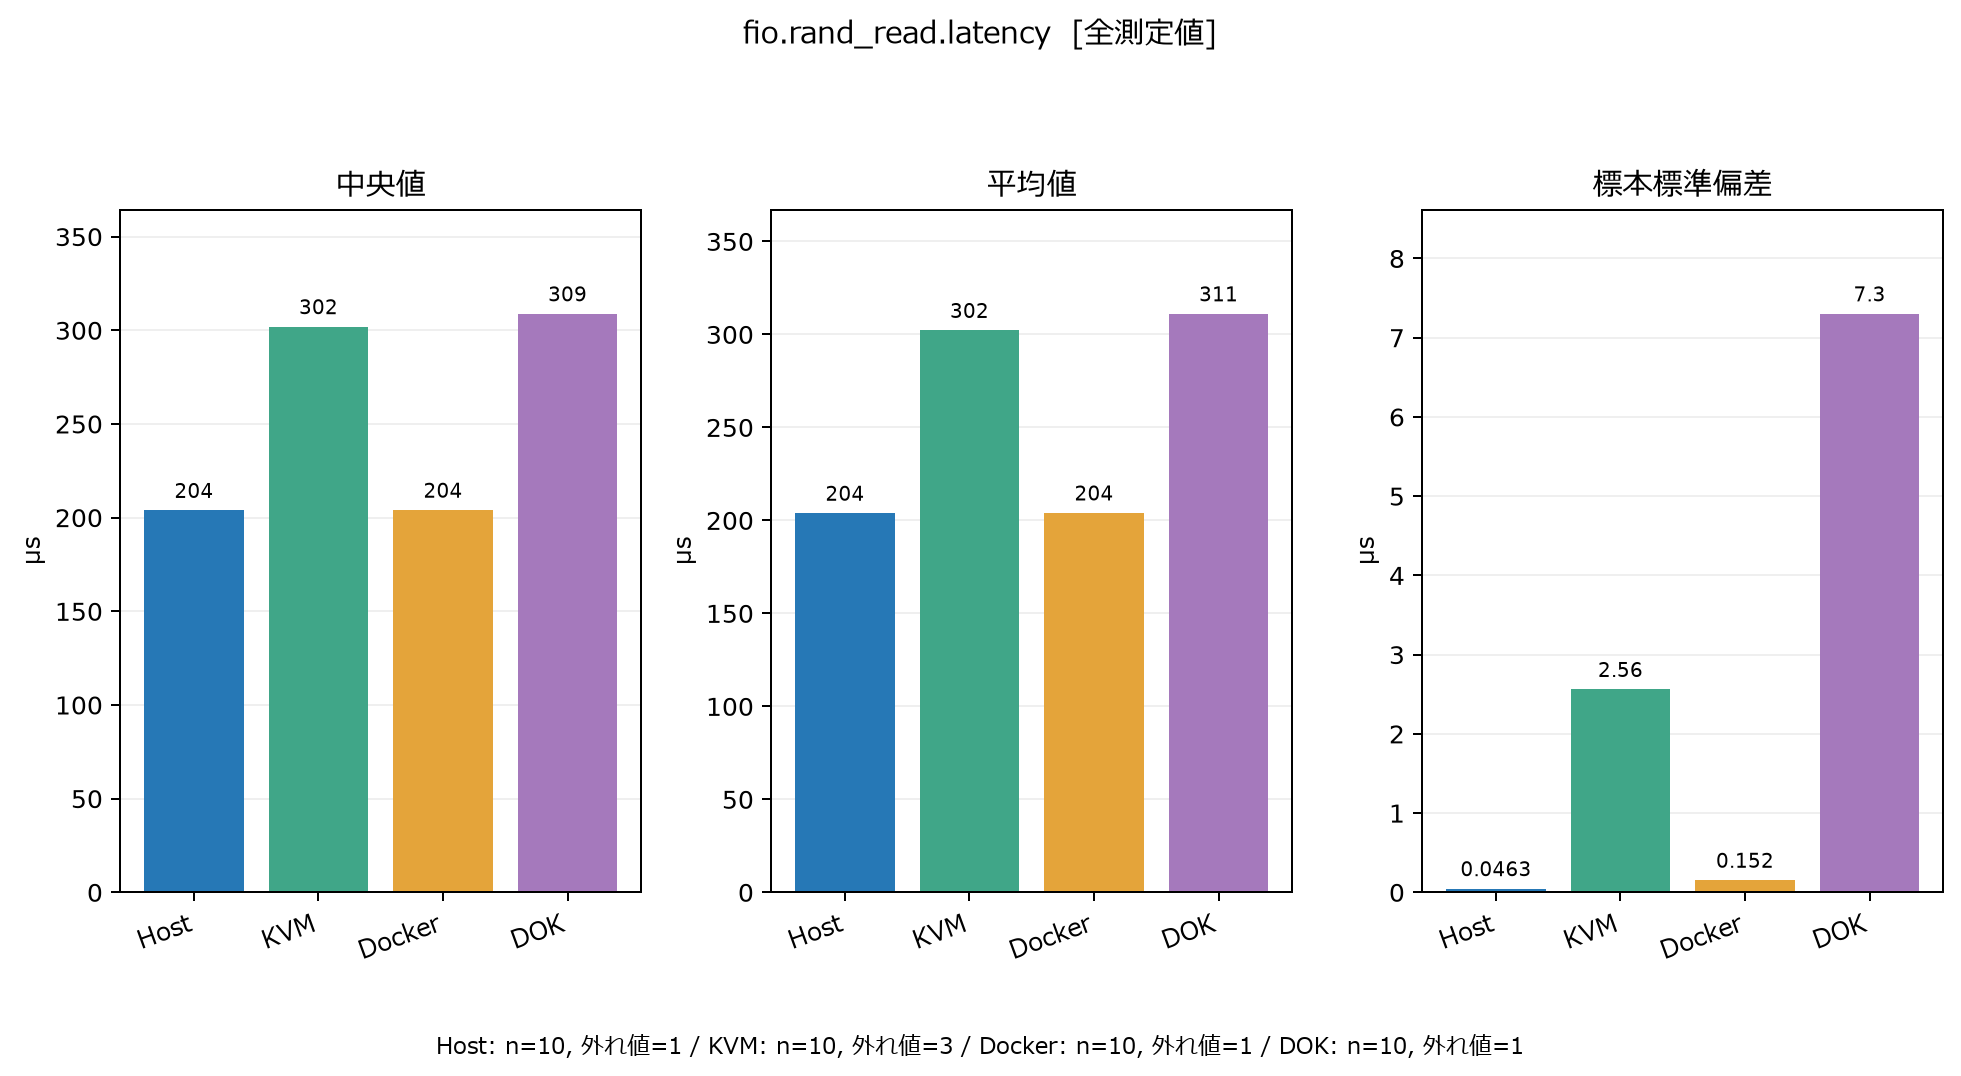 fio.rand_read.latency [全測定値]
中央値
350
300
250
200
150
100
50
0
µs
302
309
204
204
Host
KVM
Docker
DOK
平均値
350
300
250
200
150
100
50
0
µs
302
311
204
204
Host
KVM
Docker
DOK
標本標準偏差
8
7
6
5
4
3
2
1
0
µs
7.3
2.56
0.0463
0.152
Host
KVM
Docker
DOK
Host: n=10, 外れ値=1 / KVM: n=10, 外れ値=3 / Docker: n=10, 外れ値=1 / DOK: n=10, 外れ値=1